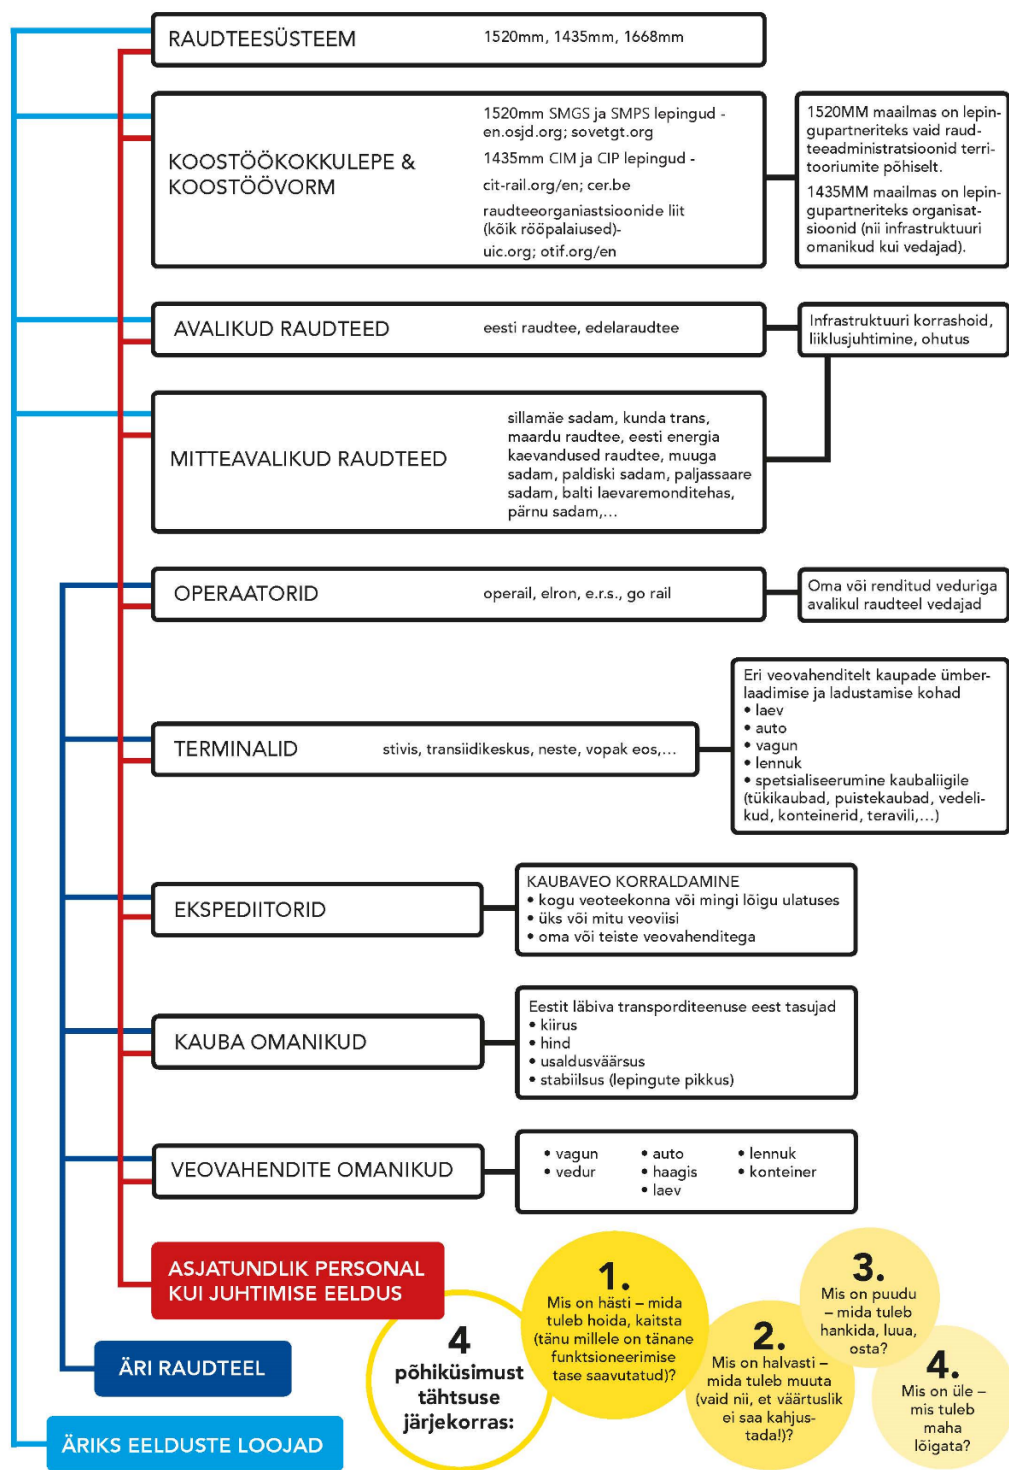 RAUDTEESÜSTEEM
1520mm, 1435mm, 1668mm
KOOSTÖÖKOKKULEPE &
KOOSTÖÖVORM
1520mm SMGS ja SMPS lepingud -
en.osjd.org; sovetgt.org
1435mm CIM ja CIP lepingud -
cit-rail.org/en; cer.be
raudteeorganiastsioonide liit
(kõik rööpalaiused)-
uic.org; otif.org/en
1520MM maailmas on lepin-
gupartneriteks vaid raud-
teeadministratsioonid terri-
tooriumite põhiselt.
1435MM maailmas on lepin-
gupartneriteks organisat-
sioonid (nii infrastruktuuri
omanikud kui vedajad).
AVALIKUD RAUDTEED
eesti raudtee, edelaraudtee
Infrastruktuuri korrashoid,
liiklusjuhtimine, ohutus
MITTEAVALIKUD RAUDTEED
sillamäe sadam, kunda trans,
maardu raudtee, eesti energia
kaevandused raudtee, muuga
sadam, paldiski sadam, paljassaare
sadam, balti laevaremonditehas,
pärnu sadam,...
OPERAATORID
operail, elron, e.r.s., go rail
Oma või renditud veduriga
avalikul raudteel vedajad
TERMINALID
stivis, transiidikeskus, neste, vopak eos,...
Eri veovahenditelt kaupade ümber-
laadimise ja ladustamise kohad
• laev
• auto
• vagun
• lennuk
• spetsialiseerumine kaubaliigile
(tükikaubad, puistekaubad, vedeli-
kud, konteinerid, teravili,...)
EKSPEDIITORID
KAUBAVEO KORRALDAMINE
• kogu veoteekonna või mingi lõigu ulatuses
• üks või mitu veoviisi
• oma või teiste veovahenditega
KAUBA OMANIKUD
Eestit läbiva transporditeenuse eest tasujad
• kiirus
• hind
• usaldusväärsus
• stabiilsus (lepingute pikkus)
VEOVAHENDITE OMANIKUD
• vagun
• vedur
• auto
• haagis
• laev
• lennuk
• konteiner
ASJATUNDLIK PERSONAL
KUI JUHTIMISE EELDUS
ÄRI RAUDTEEL
ÄRIKS EELDUSTE LOOJAD
4
põhiküsimust
tähtsuse
järjekorras:
1.
Mis on hästi – mida
tuleb hoida, kaitsta
(tänu millele on tänane
funktsioneerimise
tase saavutatud)?
2.
Mis on halvasti –
mida tuleb muuta
(vaid nii, et väärtuslik
ei saa kahjus-
tada!)?
3.
Mis on puudu
– mida tuleb
hankida, luua,
osta?
4.
Mis on üle –
mis tuleb
maha
lõigata?